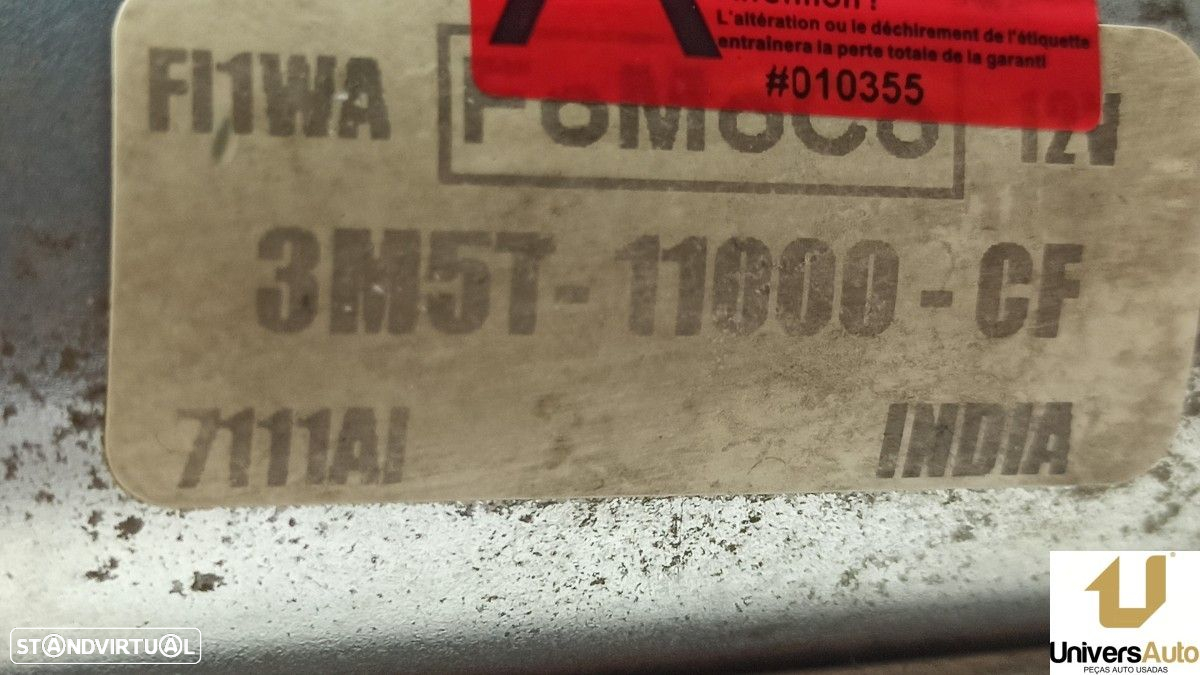 L'altération ou le déchirement de l'étiquette
entraînera la perte totale de la garanti
#010355
FI1WA
12V
3M5T-11000-CF
7111AI
INDIA
STANDVIRTUAL
UniversAuto
PEÇAS AUTO USADAS